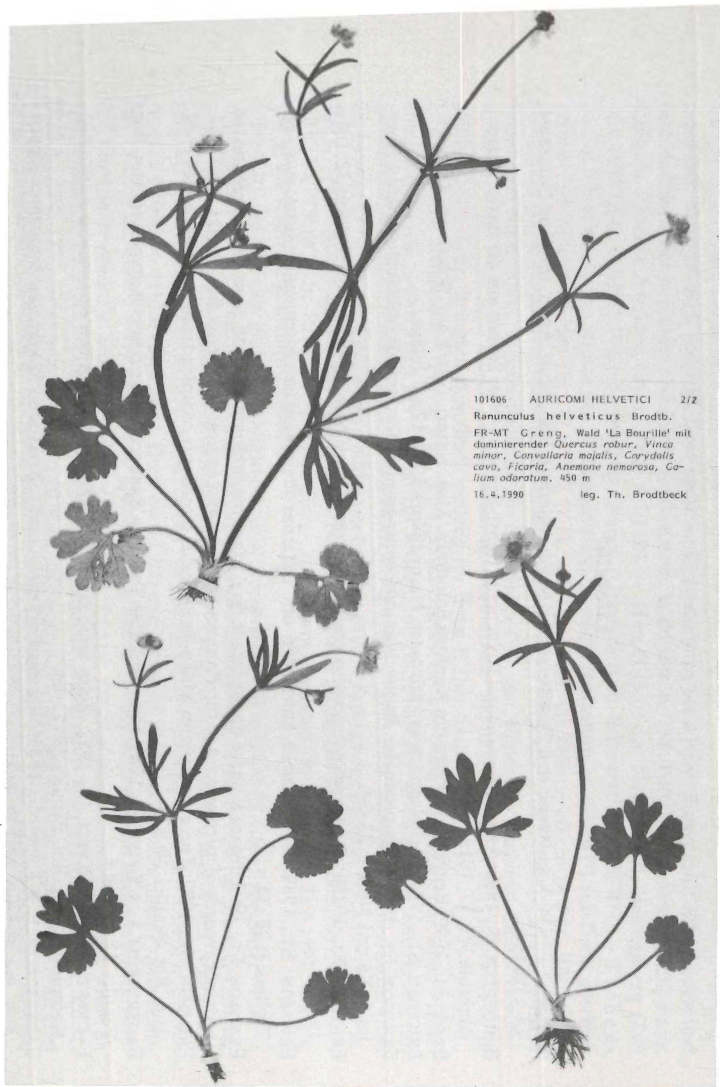 101606 AURICOMI HELVETICI 2/2
Ranunculus helveticus Brodtb.
FR-MT Greng, Wald 'La Bourille' mit
dominierender Quercus robur, Vinca
minor, Convallaria majalis, Corydalis
cava, Ficaria, Anemone nemorosa, Ga-
lium odoratum, 450 m
16.4.1990 leg. Th. Brodtbeck